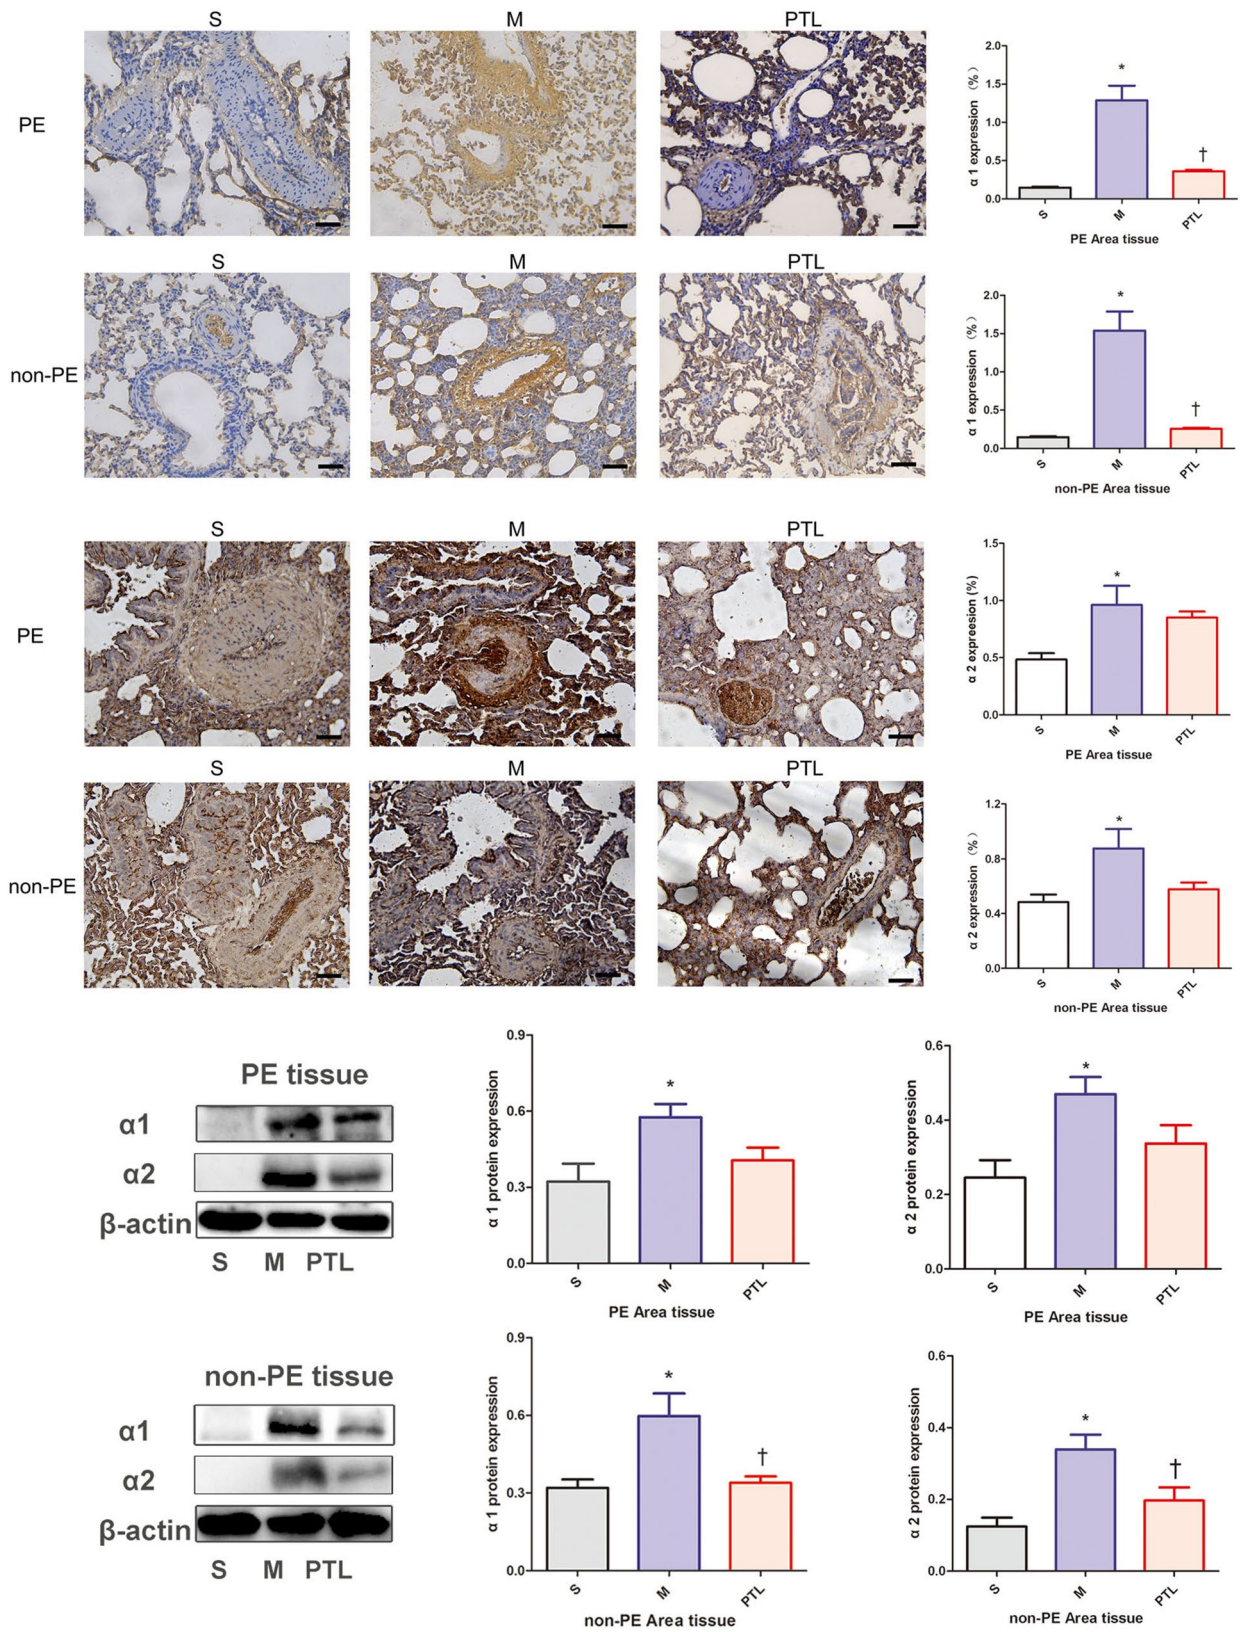 S M PTL
PE
2.0
1.5
1.0
0.5
0.0
α 1 expression (%)
*
†
S M PTL
PE Area tissue
S M PTL
non-PE
2.0
1.5
1.0
0.5
0.0
α 1 expression (%)
*
†
S M PTL
non-PE Area tissue
S M PTL
PE
1.5
1.0
0.5
0.0
α 2 expreesion (%)
*
S M PTL
PE Area tissue
S M PTL
non-PE
1.2
0.8
0.4
0.0
α 2 expression (%)
*
S M PTL
non-PE Area tissue
PE tissue
α1
α2
β-actin
S M PTL
0.9
0.6
0.3
0.0
α 1 protein expression
*
S M PTL
PE Area tissue
0.6
0.4
0.2
0.0
α 2 protein expression
*
S M PTL
PE Area tissue
non-PE tissue
α1
α2
β-actin
S M PTL
0.9
0.6
0.3
0.0
α 1 protein expression
*
†
S M PTL
non-PE Area tissue
0.6
0.4
0.2
0.0
α 2 protein expression
*
†
S M PTL
non-PE Area tissue